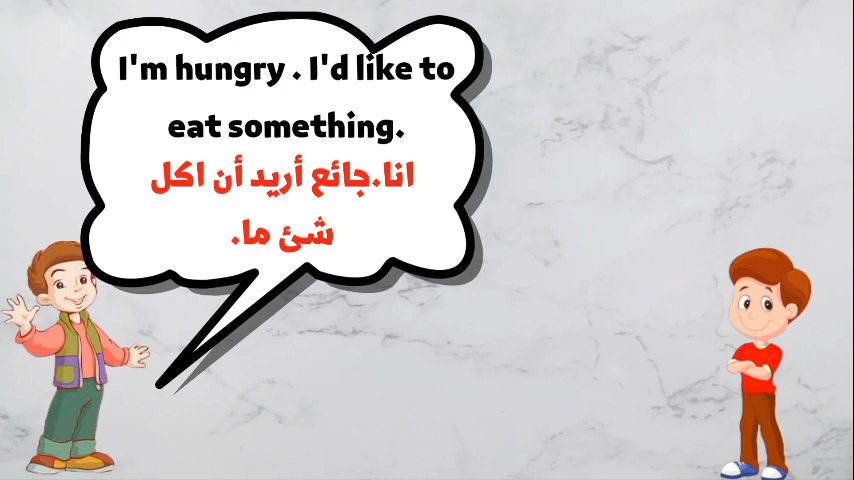 I'm hungry . I'd like to
eat something.
انا.جائع أريد أن اكل
شئ ما.